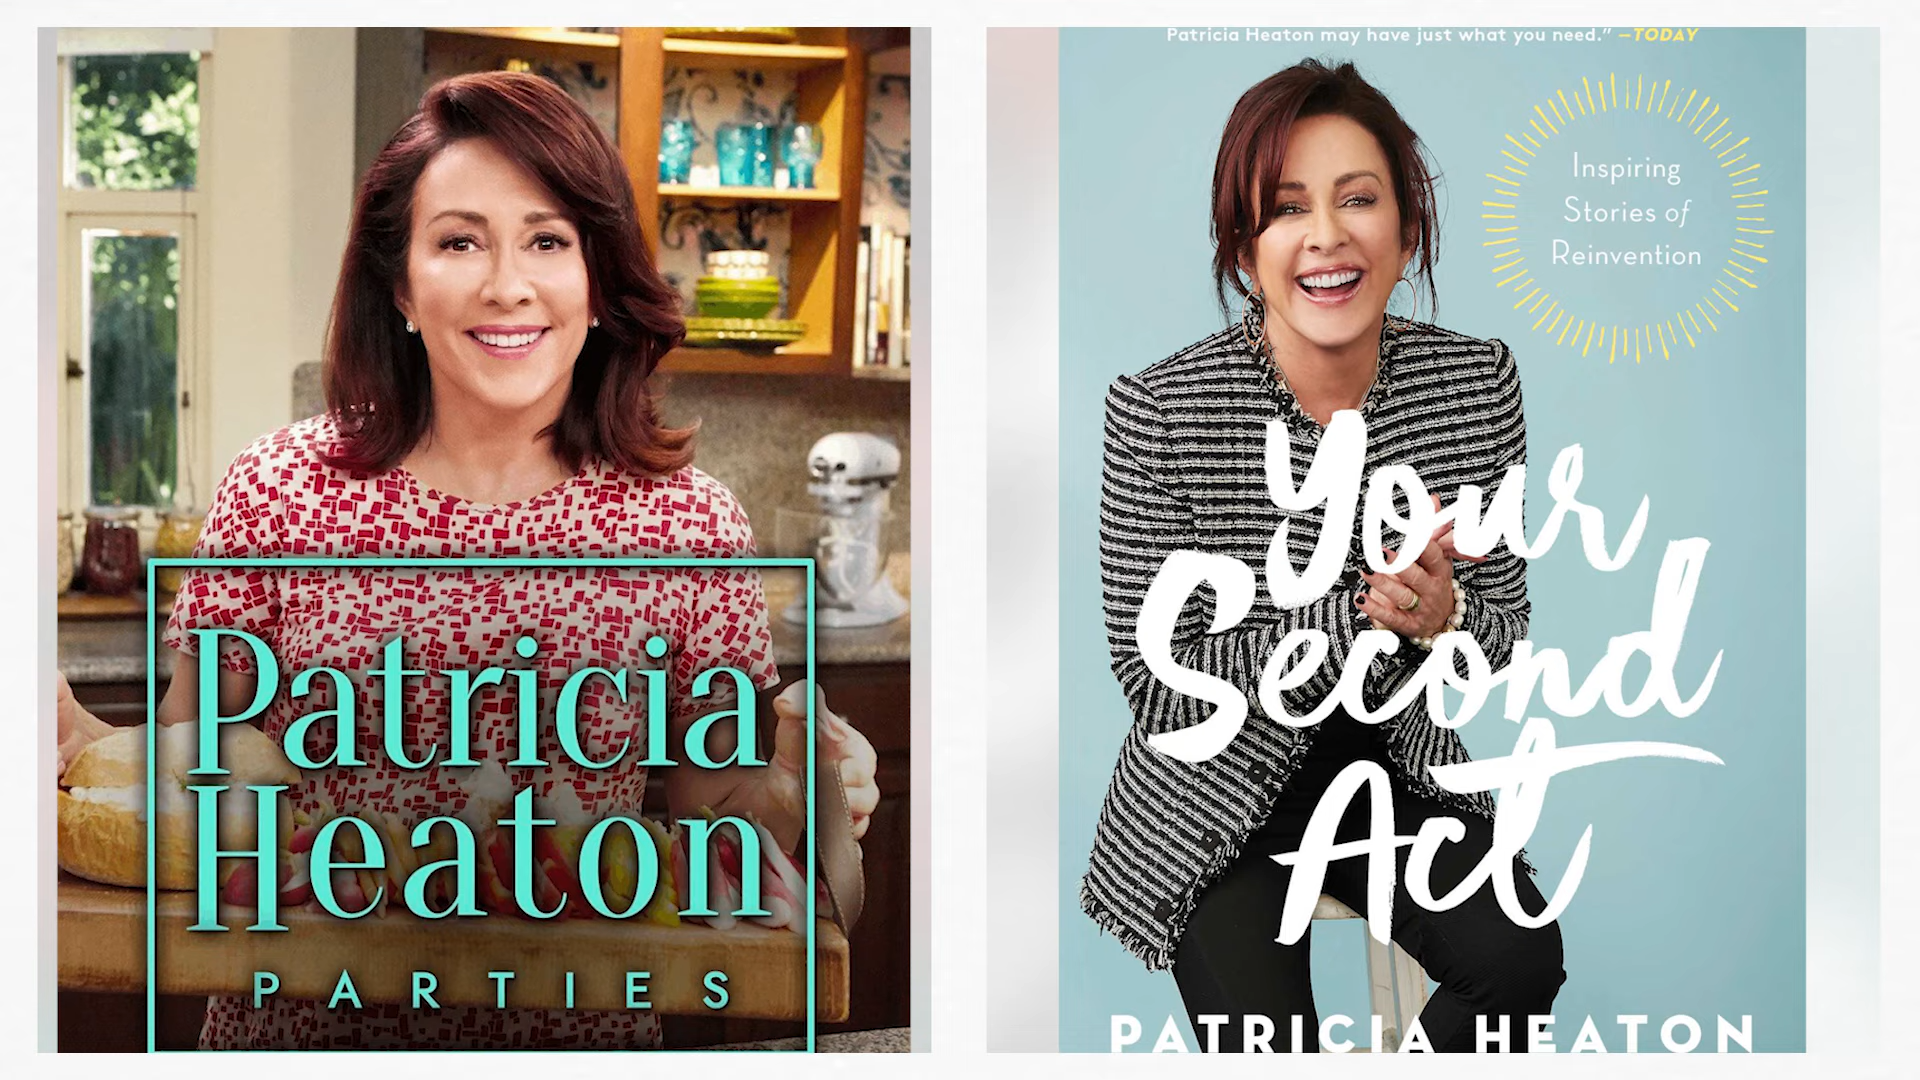 Patricia
Heaton
PARTIES
Patricia Heaton may have just what you need.” —TODAY
Inspiring
Stories of
Reinvention
Your
Second
Act
PATRICIA HEATON